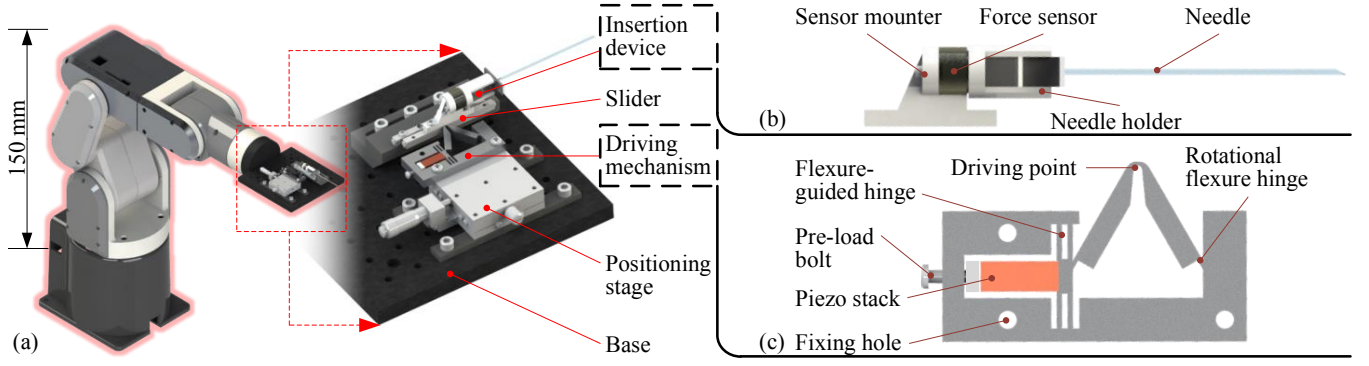 150 mm
(a)
Insertion
device
Slider
Driving
mechanism
Positioning
stage
Base
Sensor mounter
Force sensor
Needle
Needle holder
(b)
Flexure-
guided hinge
Driving point
Rotational
flexure hinge
Pre-load
bolt
Piezo stack
(c)
Fixing hole